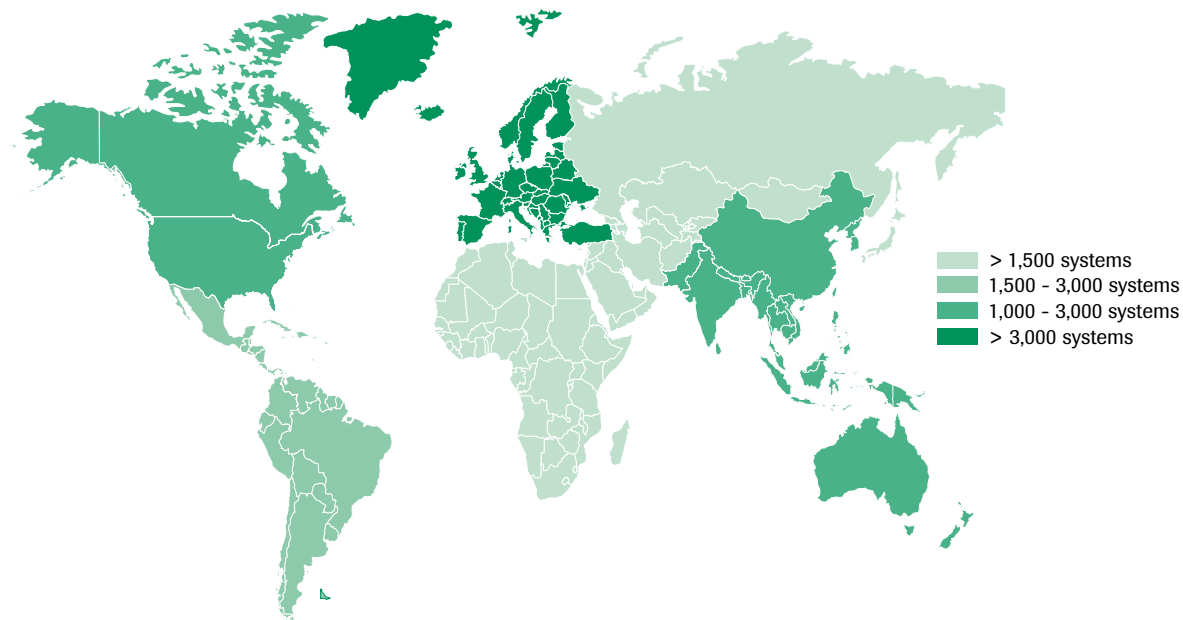 > 1,500 systems
1,500 - 3,000 systems
1,000 - 3,000 systems
> 3,000 systems